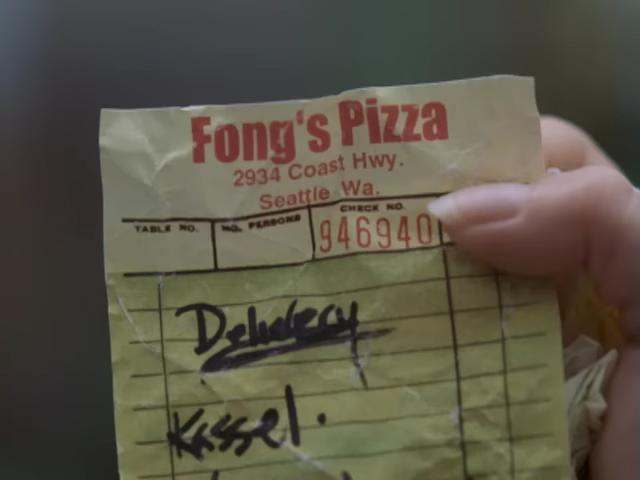 Fong's Pizza
2934 Coast Hwy.
Seattle Wa.
TABLE NO. NO. PERSONS CHECK NO.
946940
Delivery
Kassel.